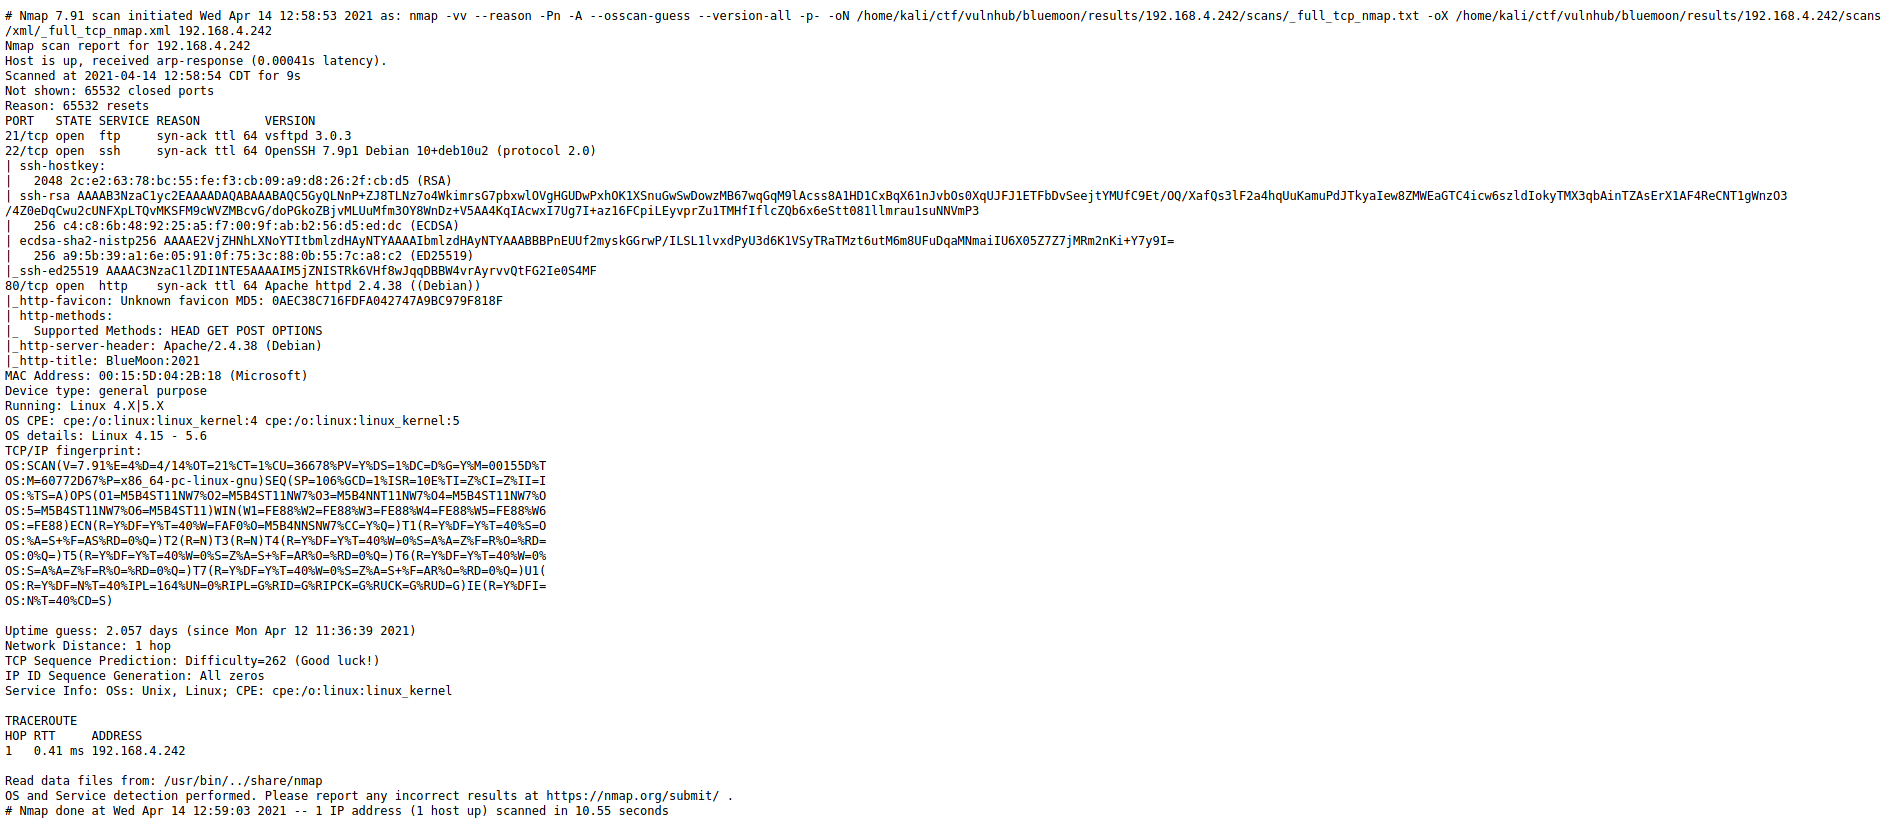 # Nmap 7.91 scan initiated Wed Apr 14 12:58:53 2021 as: nmap -vv --reason -Pn -A --osscan-guess --version-all -p- -oN /home/kali/ctf/vulnhub/bluemoon/results/192.168.4.242/scans/_full_tcp_nmap.txt -oX /home/kali/ctf/vulnhub/bluemoon/results/192.168.4.242/scans
/xml/_full_tcp_nmap.xml 192.168.4.242
Nmap scan report for 192.168.4.242
Host is up, received arp-response (0.00041s latency).
Scanned at 2021-04-14 12:58:54 CDT for 9s
Not shown: 65532 closed ports
Reason: 65532 resets
PORT   STATE SERVICE REASON         VERSION
21/tcp open  ftp     syn-ack ttl 64 vsftpd 3.0.3
22/tcp open  ssh     syn-ack ttl 64 OpenSSH 7.9p1 Debian 10+deb10u2 (protocol 2.0)
| ssh-hostkey:
|   2048 2c:e2:63:78:bc:55:fe:f3:cb:09:a9:d8:26:2f:cb:d5 (RSA)
| ssh-rsa AAAAB3NzaC1yc2EAAAADAQABAAABAQC5GyQLNnP+ZJ8TLNz7o4WkimrsG7pbxwlOVgHGUDwPxhOK1XSnuGwSwDowzMB67wqGqM9lAcss8A1HD1CxBqX61nJvbOs0XqUJFJ1ETFbDvSeejtYMUfC9Et/OQ/XafQs3lF2a4hqUuKamuPdJTkyaIew8ZMWEaGTC4icw6szldIokyTMX3qbAinTZAsErX1AF4ReCNT1gWnzO3
/4Z0eDqCwu2cUNFXpLTQvMKSFM9cWVZMBcvG/doPGkoZBjvMLUuMfm3OY8WnDz+V5AA4KqIAcwxI7Ug7I+az16FCpiLEyvprZu1TMHfIflcZQb6x6eStt081llmrau1suNNVmP3
|   256 c4:c8:6b:48:92:25:a5:f7:00:9f:ab:b2:56:d5:ed:dc (ECDSA)
| ecdsa-sha2-nistp256 AAAAE2VjZHNhLXNoYTItbmlzdHAyNTYAAAAIbmlzdHAyNTYAAABBBPnEUUf2myskGGrwP/ILSL1lvxdPyU3d6K1VSyTRaTMzt6utM6m8UFuDqaMNmaiIU6X05Z7Z7jMRm2nKi+Y7y9I=
|   256 a9:5b:39:a1:6e:05:91:0f:75:3c:88:0b:55:7c:a8:c2 (ED25519)
|_ssh-ed25519 AAAAC3NzaC1lZDI1NTE5AAAAIM5jZNISTRk6VHf8wJqqDBBW4vrAyrvvQtFG2Ie0S4MF
80/tcp open  http    syn-ack ttl 64 Apache httpd 2.4.38 ((Debian))
|_http-favicon: Unknown favicon MD5: 0AEC38C716FDFA042747A9BC979F818F
| http-methods:
|_  Supported Methods: HEAD GET POST OPTIONS
|_http-server-header: Apache/2.4.38 (Debian)
|_http-title: BlueMoon:2021
MAC Address: 00:15:5D:04:2B:18 (Microsoft)
Device type: general purpose
Running: Linux 4.X|5.X
OS CPE: cpe:/o:linux:linux_kernel:4 cpe:/o:linux:linux_kernel:5
OS details: Linux 4.15 - 5.6
TCP/IP fingerprint:
OS:SCAN(V=7.91%E=4%D=4/14%OT=21%CT=1%CU=36678%PV=Y%DS=1%DC=D%G=Y%M=00155D%T
OS:M=60772D67%P=x86_64-pc-linux-gnu)SEQ(SP=106%GCD=1%ISR=10E%TI=Z%CI=Z%II=I
OS:%TS=A)OPS(O1=M5B4ST11NW7%O2=M5B4ST11NW7%O3=M5B4NNT11NW7%O4=M5B4ST11NW7%O
OS:5=M5B4ST11NW7%O6=M5B4ST11)WIN(W1=FE88%W2=FE88%W3=FE88%W4=FE88%W5=FE88%W6
OS:=FE88)ECN(R=Y%DF=Y%T=40%W=FAF0%O=M5B4NNSNW7%CC=Y%Q=)T1(R=Y%DF=Y%T=40%S=O
OS:%A=S+%F=AS%RD=0%Q=)T2(R=N)T3(R=N)T4(R=Y%DF=Y%T=40%W=0%S=A%A=Z%F=R%O=%RD=
OS:0%Q=)T5(R=Y%DF=Y%T=40%W=0%S=Z%A=S+%F=AR%O=%RD=0%Q=)T6(R=Y%DF=Y%T=40%W=0%
OS:S=A%A=Z%F=R%O=%RD=0%Q=)T7(R=Y%DF=Y%T=40%W=0%S=Z%A=S+%F=AR%O=%RD=0%Q=)U1(
OS:R=Y%DF=N%T=40%IPL=164%UN=0%RIPL=G%RID=G%RIPCK=G%RUCK=G%RUD=G)IE(R=Y%DFI=
OS:N%T=40%CD=S)
Uptime guess: 2.057 days (since Mon Apr 12 11:36:39 2021)
Network Distance: 1 hop
TCP Sequence Prediction: Difficulty=262 (Good luck!)
IP ID Sequence Generation: All zeros
Service Info: OSs: Unix, Linux; CPE: cpe:/o:linux:linux_kernel
TRACEROUTE
HOP RTT     ADDRESS
1   0.41 ms 192.168.4.242
Read data files from: /usr/bin/../share/nmap
OS and Service detection performed. Please report any incorrect results at https://nmap.org/submit/ .
# Nmap done at Wed Apr 14 12:59:03 2021 -- 1 IP address (1 host up) scanned in 10.55 seconds